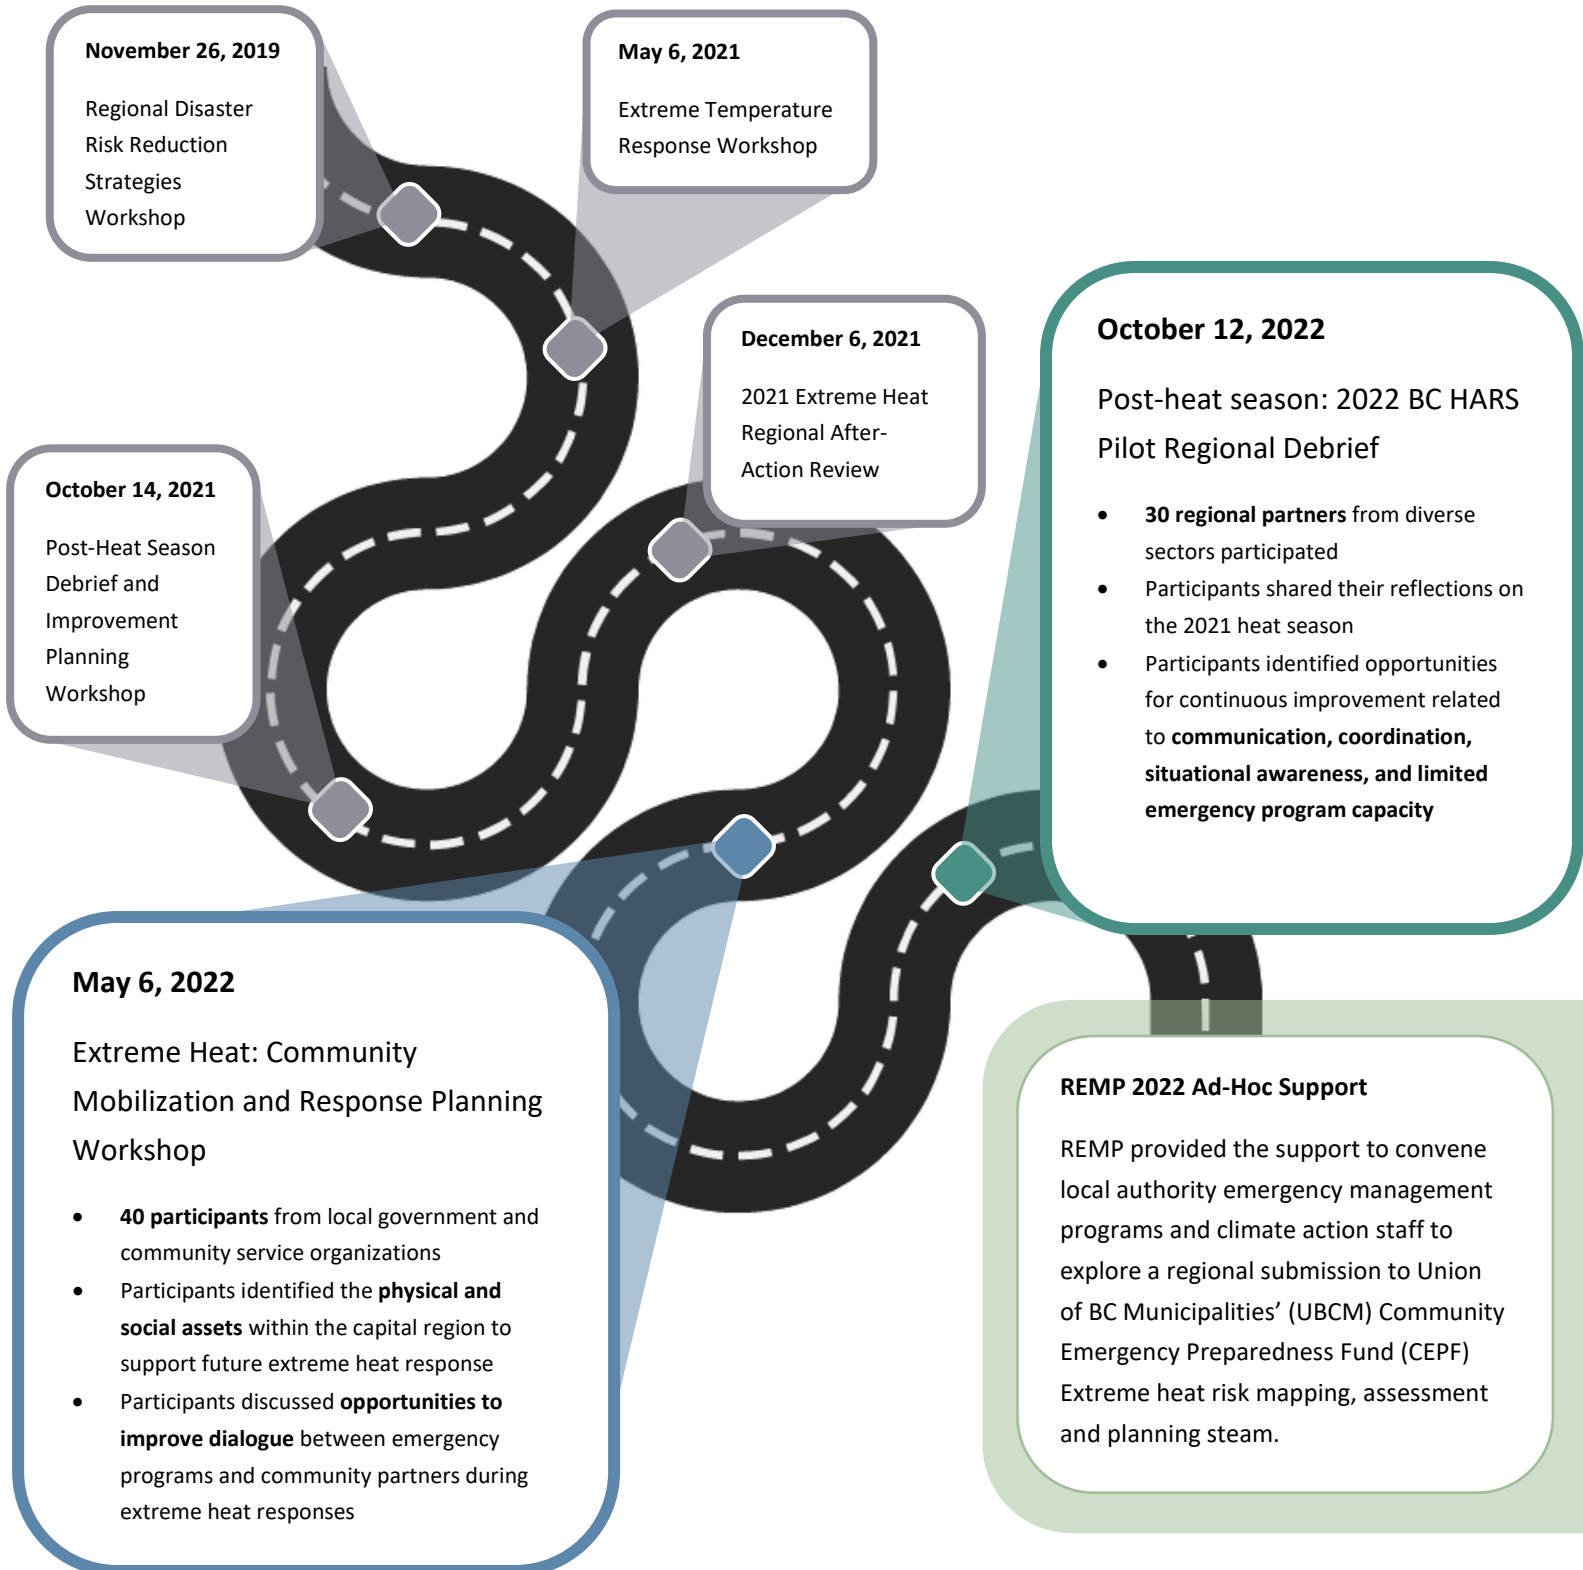 November 26, 2019
Regional Disaster
Risk Reduction
Strategies
Workshop
May 6, 2021
Extreme Temperature
Response Workshop
October 14, 2021
Post-Heat Season
Debrief and
Improvement
Planning
Workshop
December 6, 2021
2021 Extreme Heat
Regional After-
Action Review
May 6, 2022
Extreme Heat: Community
Mobilization and Response Planning
Workshop
• 40 participants from local government and
community service organizations
• Participants identified the physical and
social assets within the capital region to
support future extreme heat response
• Participants discussed opportunities to
improve dialogue between emergency
programs and community partners during
extreme heat responses
October 12, 2022
Post-heat season: 2022 BC HARS
Pilot Regional Debrief
• 30 regional partners from diverse
sectors participated
• Participants shared their reflections on
the 2021 heat season
• Participants identified opportunities
for continuous improvement related
to communication, coordination,
situational awareness, and limited
emergency program capacity
REMP 2022 Ad-Hoc Support
REMP provided the support to convene
local authority emergency management
programs and climate action staff to
explore a regional submission to Union
of BC Municipalities’ (UBCM) Community
Emergency Preparedness Fund (CEPF)
Extreme heat risk mapping, assessment
and planning steam.